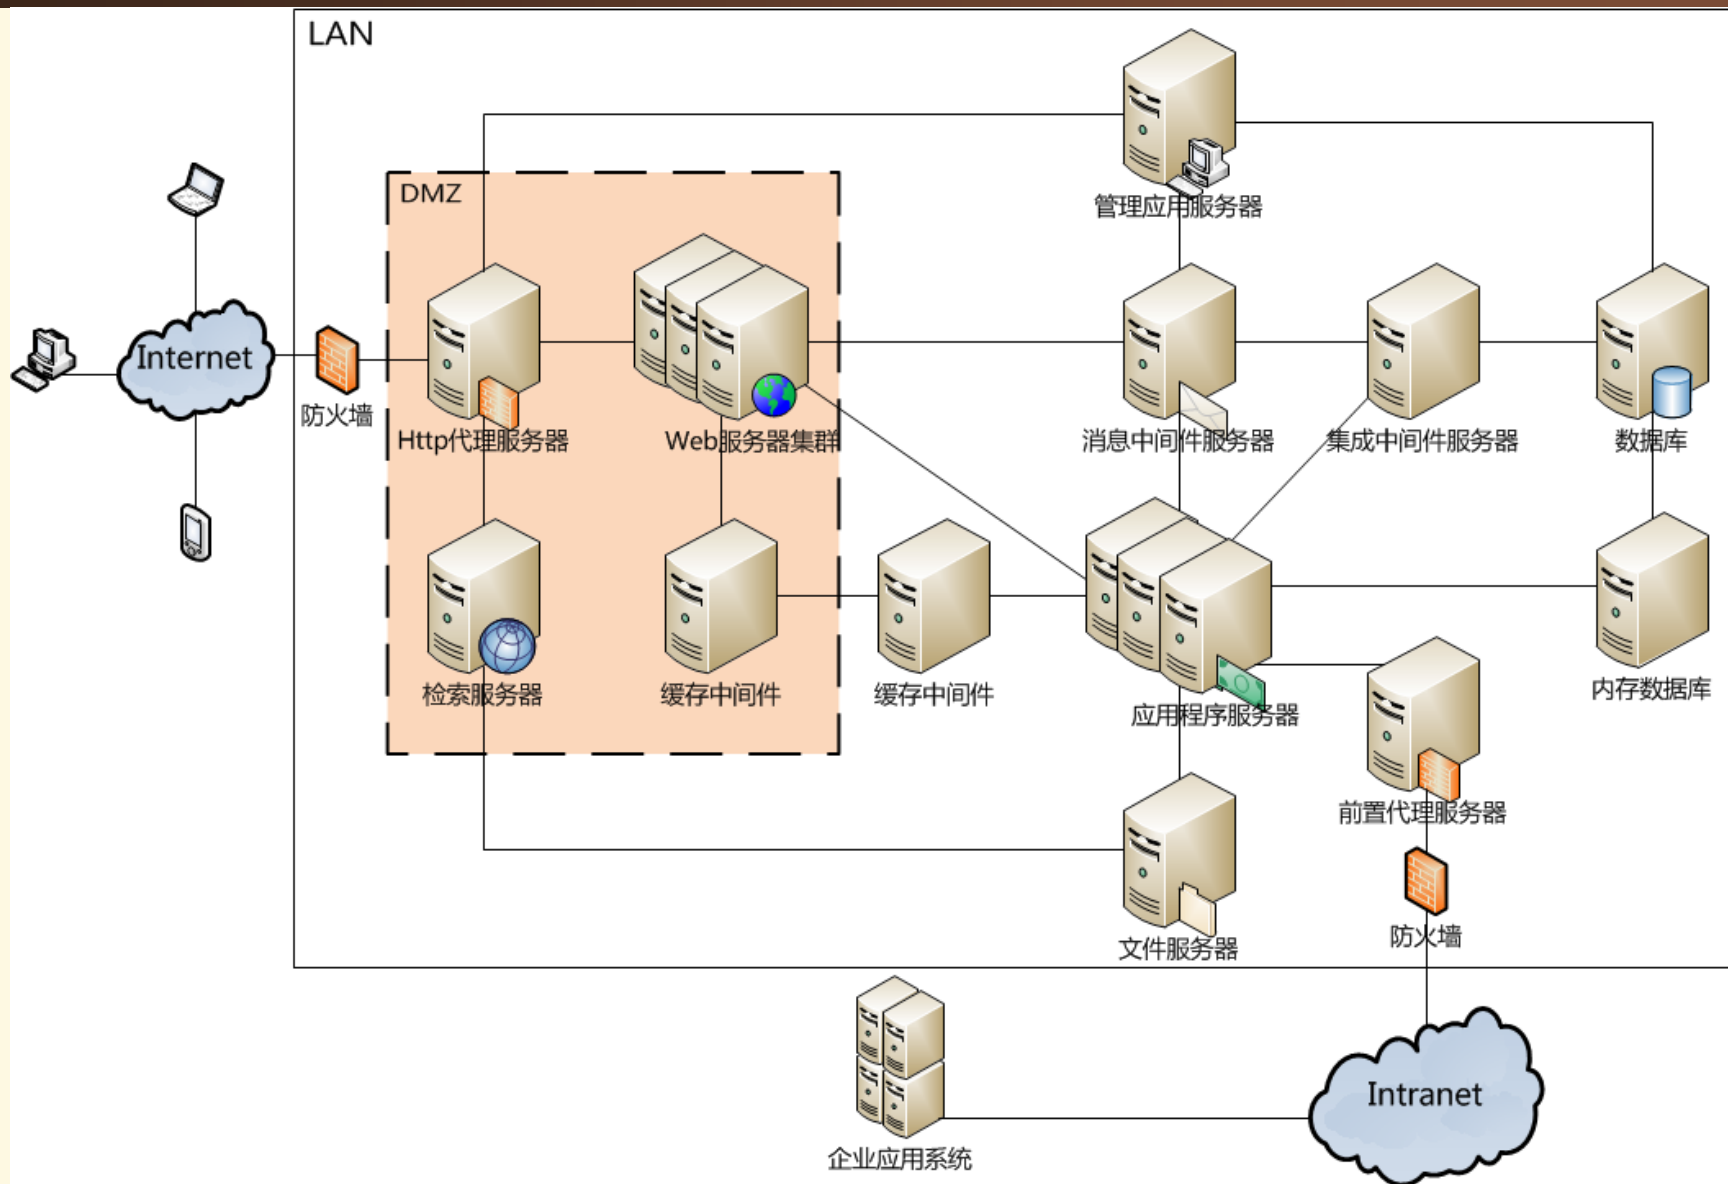 LAN
管理应用服务器
DMZ
Internet
防火墙
Http代理服务器
Web服务器集群
消息中间件服务器
集成中间件服务器
数据库
检索服务器
缓存中间件
缓存中间件
应用程序服务器
内存数据库
前置代理服务器
防火墙
文件服务器
Intranet
企业应用系统